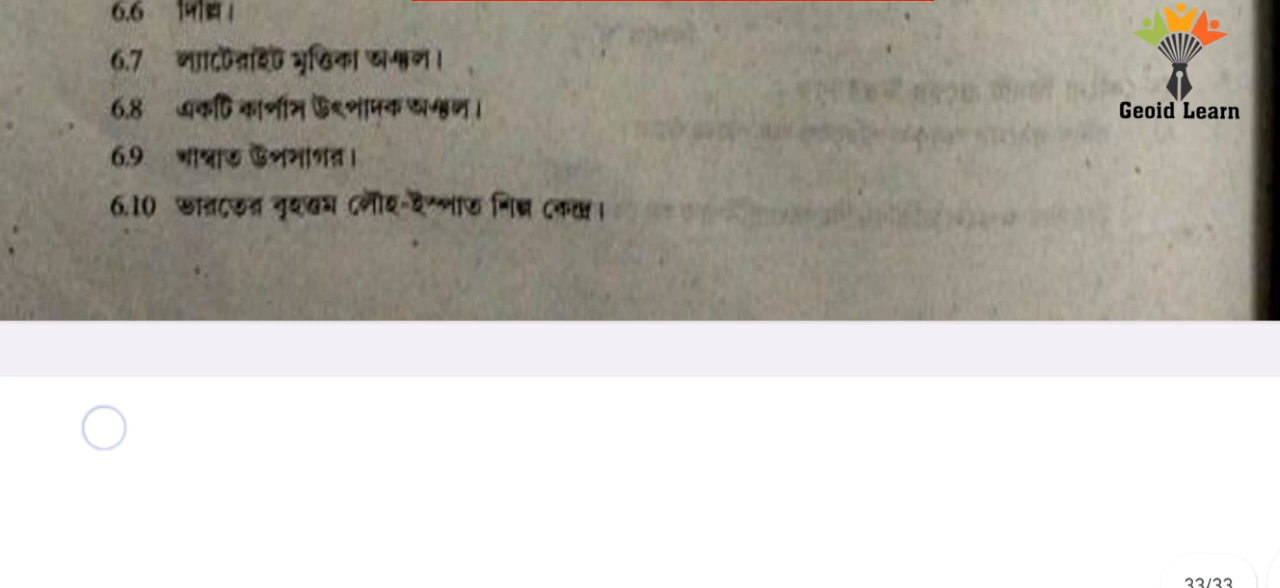 6.6 দিল্লি।
6.7 ল্যাটেরাইট মৃত্তিকা অঞ্চল।
6.8 একটি কার্পাস উৎপাদক অঞ্চল।
6.9 খাম্বাত উপসাগর।
6.10 ভারতের বৃহত্তম লৌহ-ইস্পাত শিল্প কেন্দ্র।
Geoid Learn
33/33